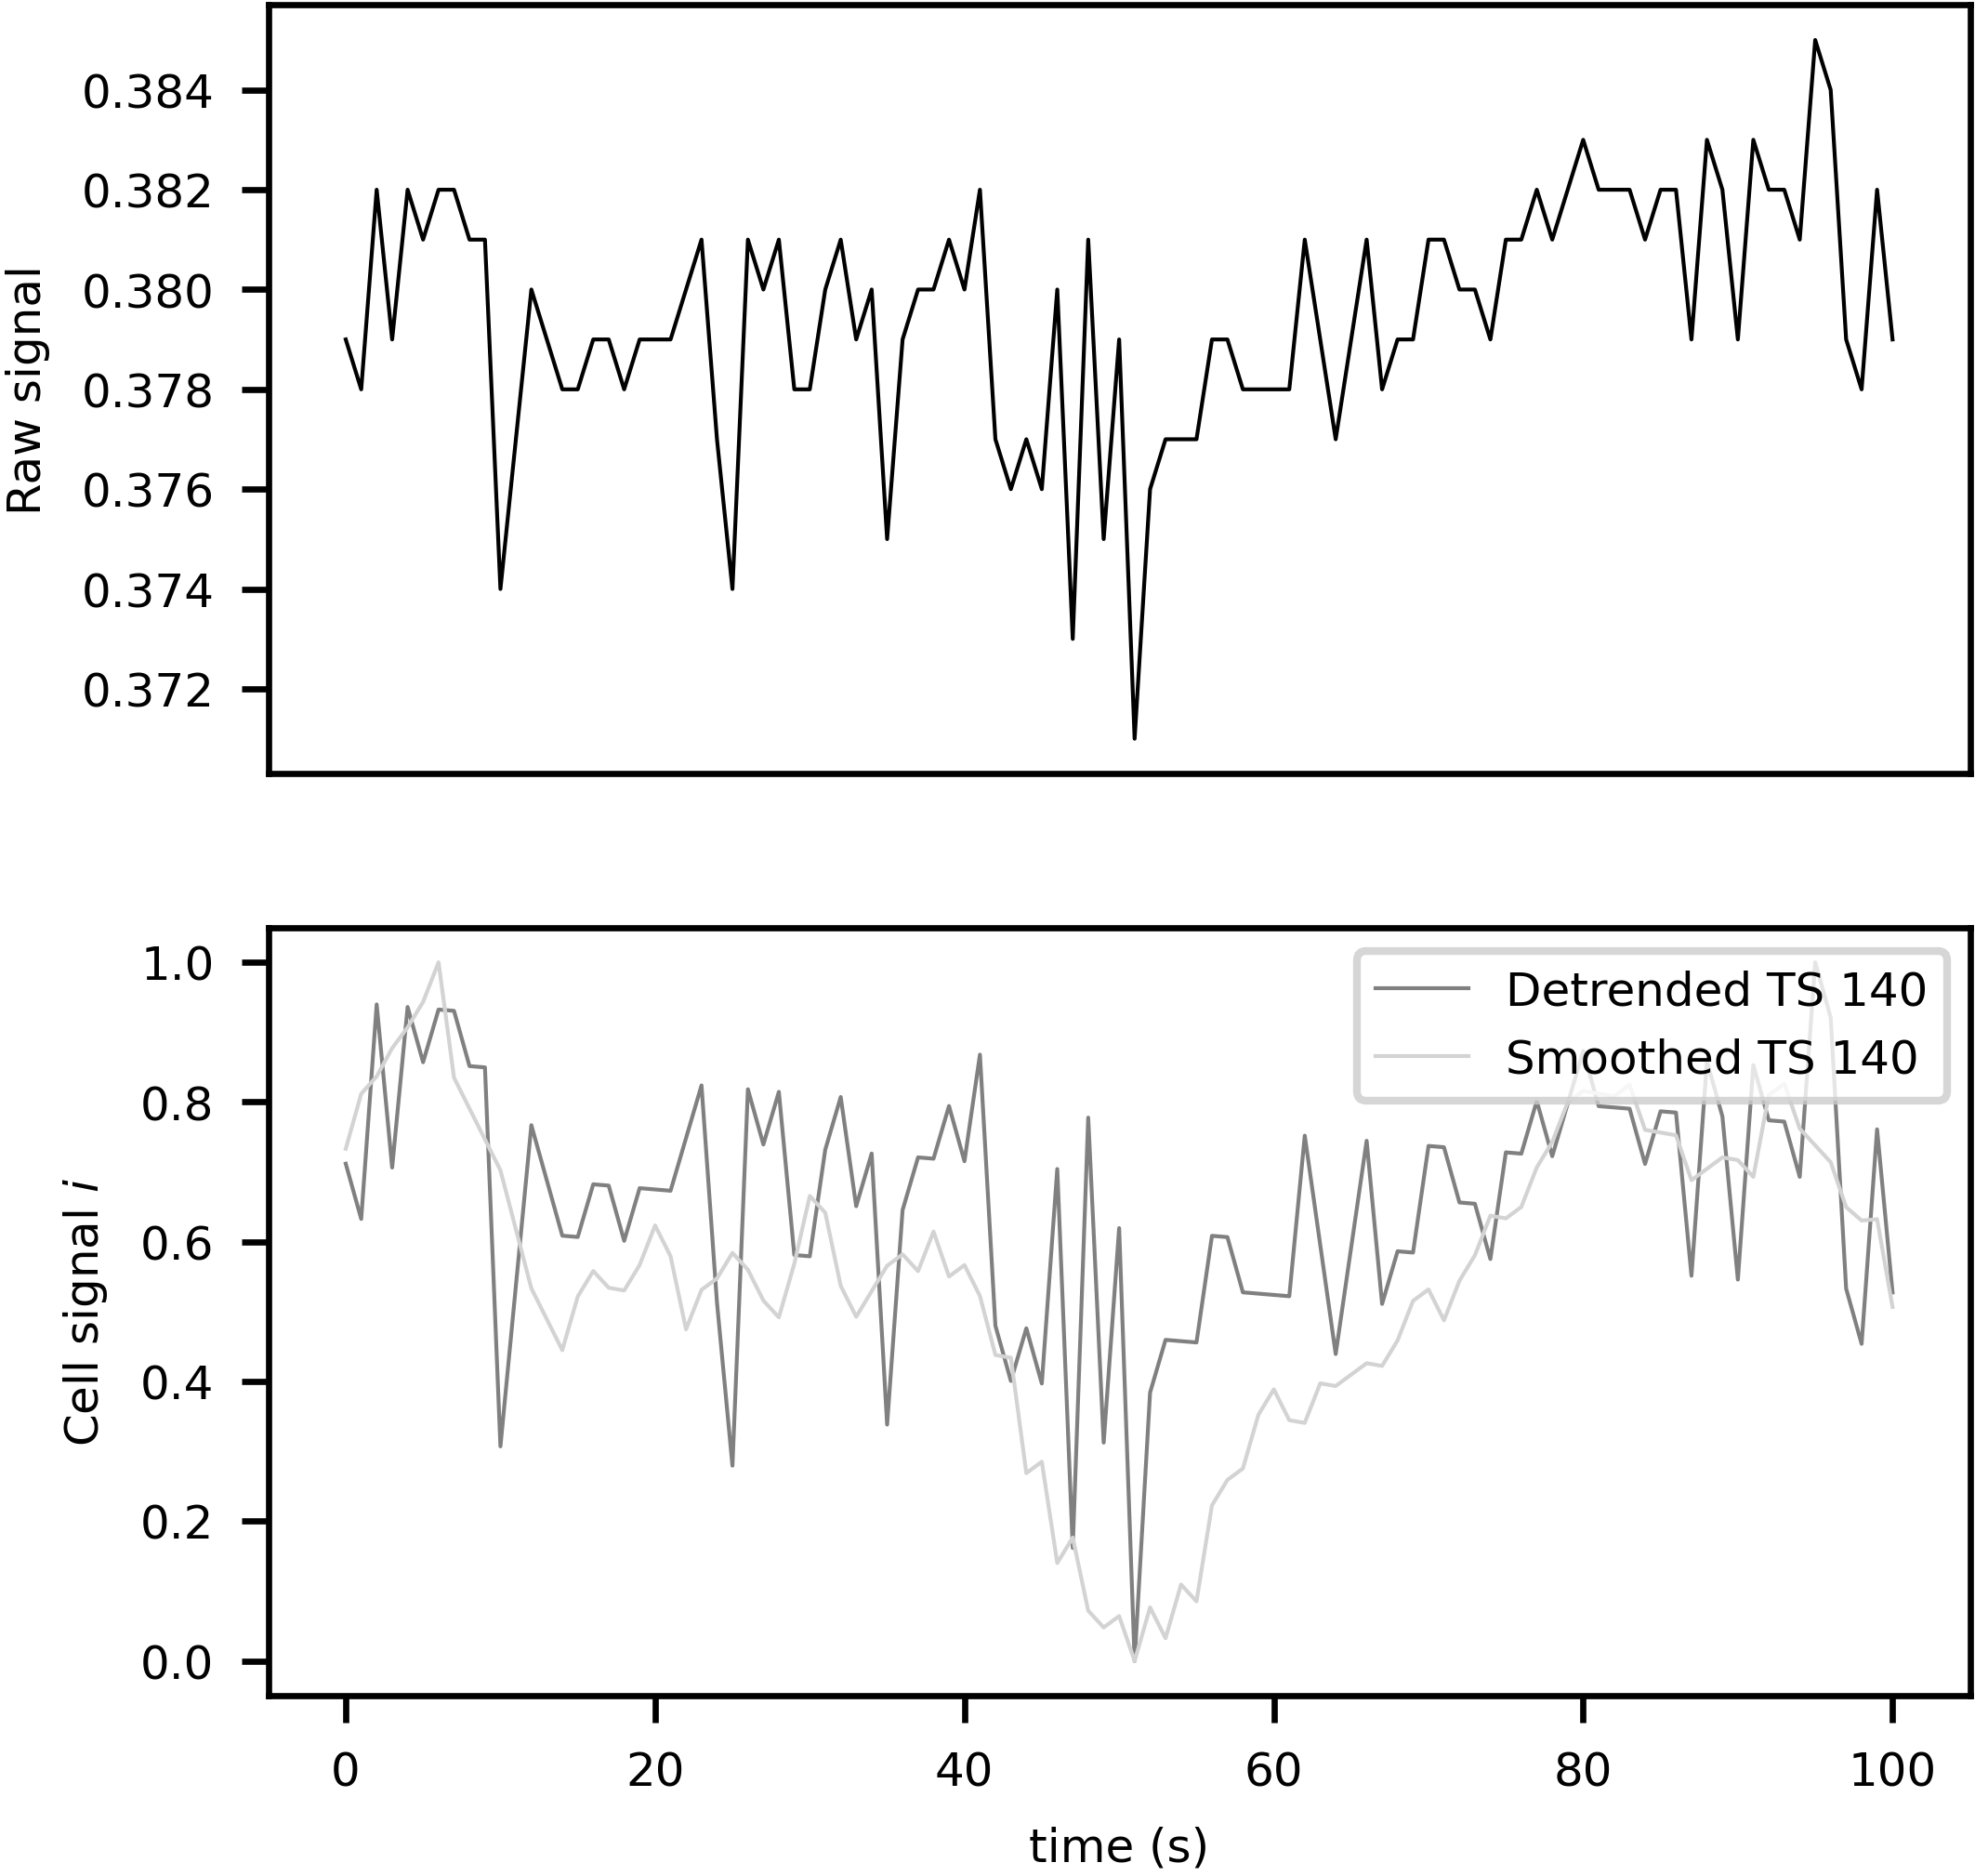 0.384
0.382
0.380
0.378
0.376
0.374
0.372
Raw signal
1.0
0.8
0.6
0.4
0.2
0.0
Cell signal i
Detrended TS 140
Smoothed TS 140
0 20 40 60 80 100
time (s)